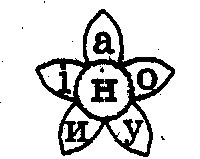 а
і н о
и у